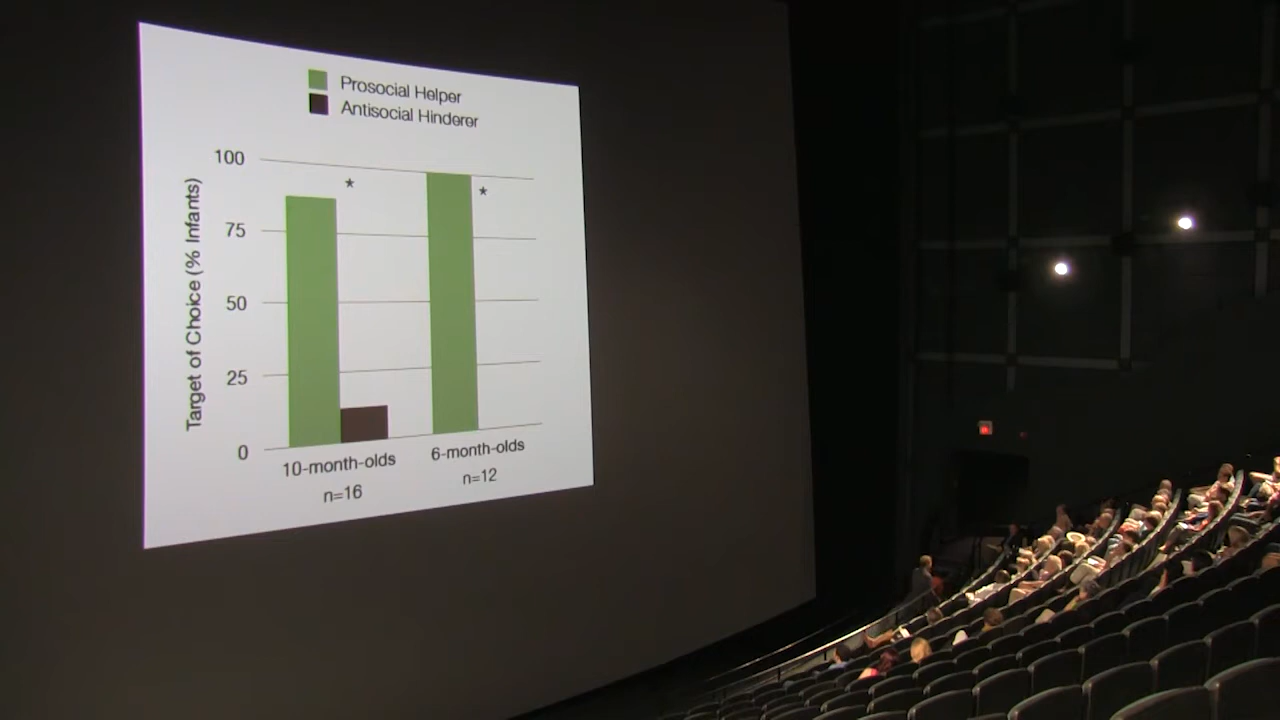 Prosocial Helper
Antisocial Hinderer
Target of Choice (% Infants)
100
75
50
25
0
*
*
10-month-olds
6-month-olds
n=16
n=12